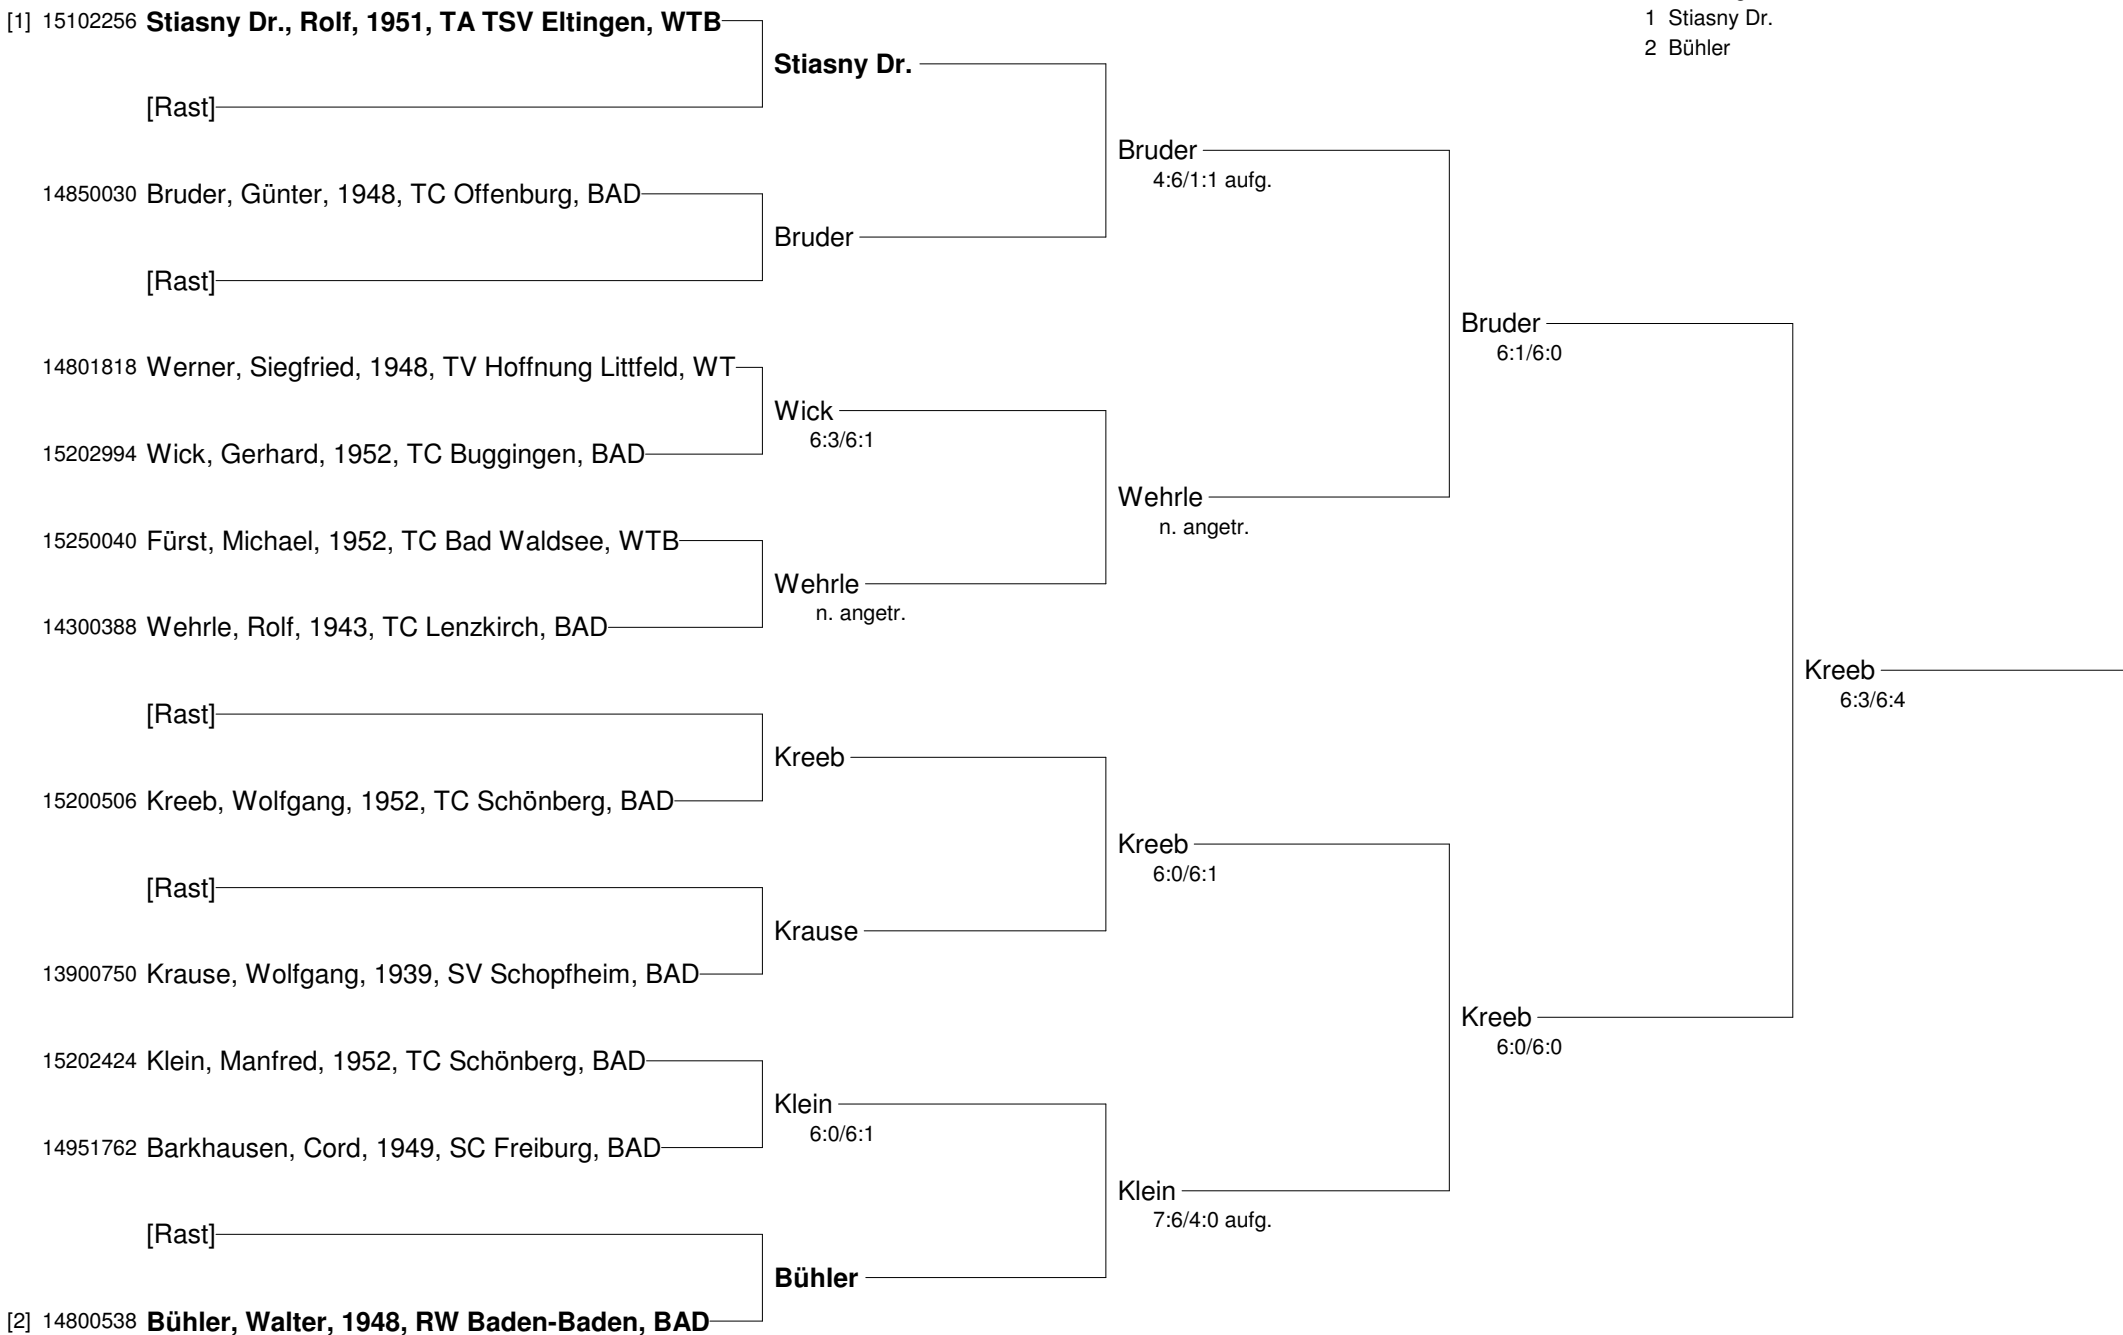 [1] 15102256 Stiasny Dr., Rolf, 1951, TA TSV Eltingen, WTB
[Rast]
14850030 Bruder, Günter, 1948, TC Offenburg, BAD
[Rast]
14801818 Werner, Siegfried, 1948, TV Hoffnung Littfeld, WT
15202994 Wick, Gerhard, 1952, TC Buggingen, BAD
15250040 Fürst, Michael, 1952, TC Bad Waldsee, WTB
14300388 Wehrle, Rolf, 1943, TC Lenzkirch, BAD
[Rast]
15200506 Kreeb, Wolfgang, 1952, TC Schönberg, BAD
[Rast]
13900750 Krause, Wolfgang, 1939, SV Schopfheim, BAD
15202424 Klein, Manfred, 1952, TC Schönberg, BAD
14951762 Barkhausen, Cord, 1949, SC Freiburg, BAD
[Rast]
[2] 14800538 Bühler, Walter, 1948, RW Baden-Baden, BAD
Stiasny Dr.
Bruder
Wick
6:3/6:1
Wehrle
n. angetr.
Kreeb
Krause
Klein
6:0/6:1
Bühler
Bruder
4:6/1:1 aufg.
Wehrle
n. angetr.
Kreeb
6:0/6:1
Klein
7:6/4:0 aufg.
Bruder
6:1/6:0
Kreeb
6:0/6:0
Kreeb
6:3/6:4
1 Stiasny Dr.
2 Bühler